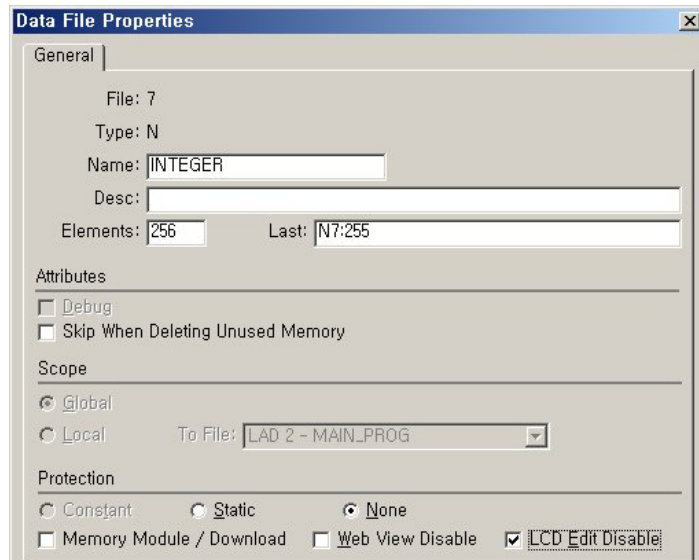 Data File Properties
General
File: 7
Type: N
Name: INTEGER
Desc:
Elements: 256 Last: N7:255
Attributes
Debug
Skip When Deleting Unused Memory
Scope
Global
Local To File: LAD 2 - MAIN_PROG
Protection
Constant Static None
Memory Module / Download Web View Disable LCD Edit Disable